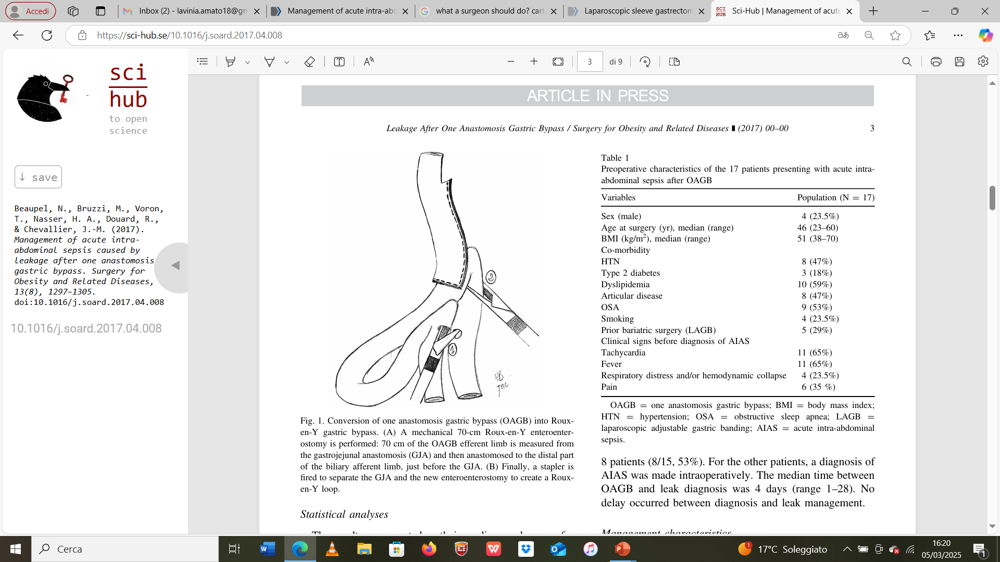 Accedi
Inbox (2) - lavinia.amato18@gm
Management of acute intra-abd
what a surgeon should do? cart
Laparoscopic sleeve gastrectom
SCI HUB
Sci-Hub | Management of acute
https://sci-hub.se/10.1016/j.soard.2017.04.008
3 di 9
sci
hub
to open
science
↓ save
Beaupel, N., Bruzzi, M., Voron,
T., Nasser, H. A., Douard, R.,
& Chevallier, J.-M. (2017).
Management of acute intra-
abdominal sepsis caused by
leakage after one anastomosis
gastric bypass. Surgery for
Obesity and Related Diseases,
13(8), 1297–1305.
doi:10.1016/j.soard.2017.04.008
10.1016/j.soard.2017.04.008
ARTICLE IN PRESS
Leakage After One Anastomosis Gastric Bypass / Surgery for Obesity and Related Diseases ∎ (2017) 00–00
3
2
1
Fig. 1. Conversion of one anastomosis gastric bypass (OAGB) into Roux-
en-Y gastric bypass. (A) A mechanical 70-cm Roux-en-Y enteroenter-
ostomy is performed: 70 cm of the OAGB efferent limb is measured from
the gastrojejunal anastomosis (GJA) and then anastomosed to the distal part
of the biliary afferent limb, just before the GJA. (B) Finally, a stapler is
fired to separate the GJA and the new enteroenterostomy to create a Roux-
en-Y loop.
Statistical analyses
Table 1
Preoperative characteristics of the 17 patients presenting with acute intra-
abdominal sepsis after OAGB
Variables Population (N = 17)
Sex (male) 4 (23.5%)
Age at surgery (yr), median (range) 46 (23–60)
BMI (kg/m²), median (range) 51 (38–70)
Co-morbidity
HTN 8 (47%)
Type 2 diabetes 3 (18%)
Dyslipidemia 10 (59%)
Articular disease 8 (47%)
OSA 9 (53%)
Smoking 4 (23.5%)
Prior bariatric surgery (LAGB) 5 (29%)
Clinical signs before diagnosis of AIAS
Tachycardia 11 (65%)
Fever 11 (65%)
Respiratory distress and/or hemodynamic collapse 4 (23.5%)
Pain 6 (35 %)
OAGB = one anastomosis gastric bypass; BMI = body mass index;
HTN = hypertension; OSA = obstructive sleep apnea; LAGB =
laparoscopic adjustable gastric banding; AIAS = acute intra-abdominal
sepsis.
8 patients (8/15, 53%). For the other patients, a diagnosis of
AIAS was made intraoperatively. The median time between
OAGB and leak diagnosis was 4 days (range 1–28). No
delay occurred between diagnosis and leak management.
Management characteristics
Cerca
17°C Soleggiato
16:20
05/03/2025
1